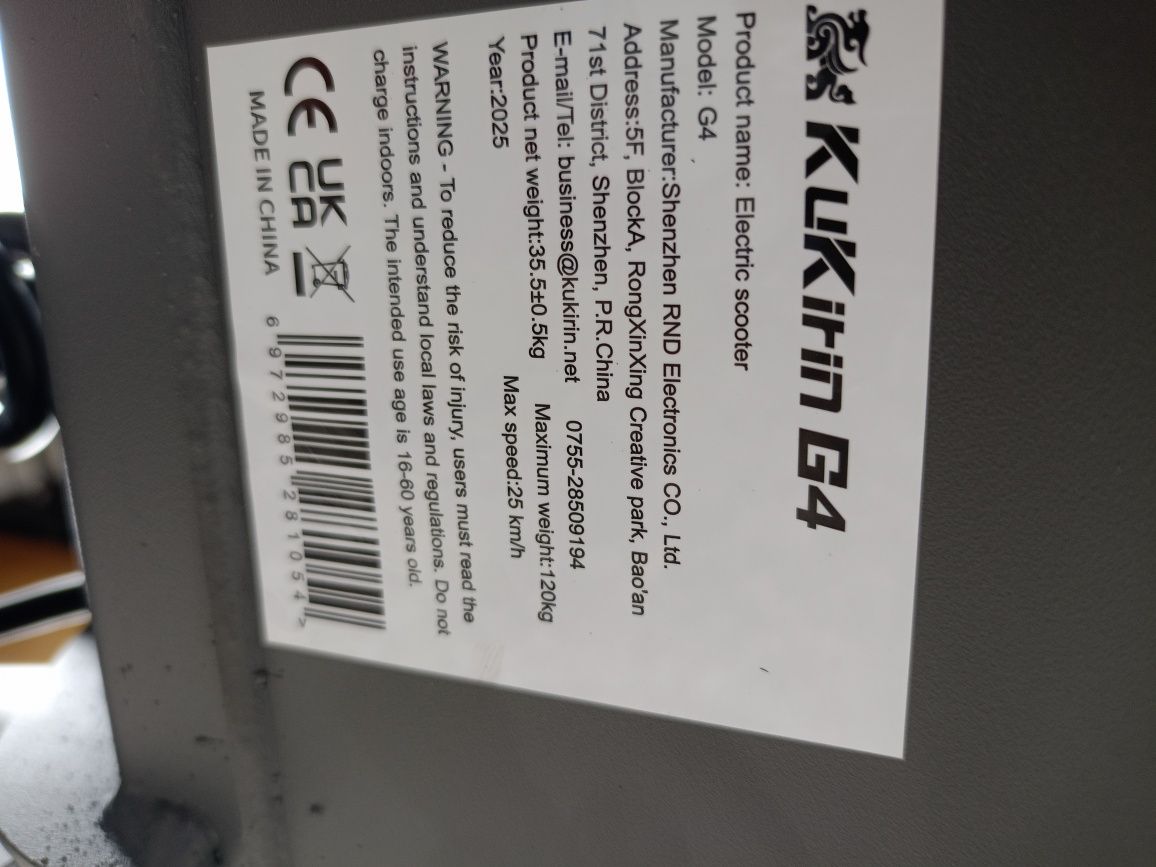 KuKirin G4
Product name: Electric scooter
Model: G4
Manufacturer:Shenzhen RND Electronics CO., Ltd.
Address:5F, BlockA, RongXinXing Creative park, Bao'an
71st District, Shenzhen, P.R.China
E-mail/Tel: business@kukirin.net 0755-28509194
Product net weight:35.5±0.5kg Maximum weight:120kg
Year:2025 Max speed:25 km/h
WARNING - To reduce the risk of injury, users must read the
instructions and understand local laws and regulations. Do not
charge indoors. The intended use age is 16-60 years old.
CE UK
CA
MADE IN CHINA
6 972985 281054 >